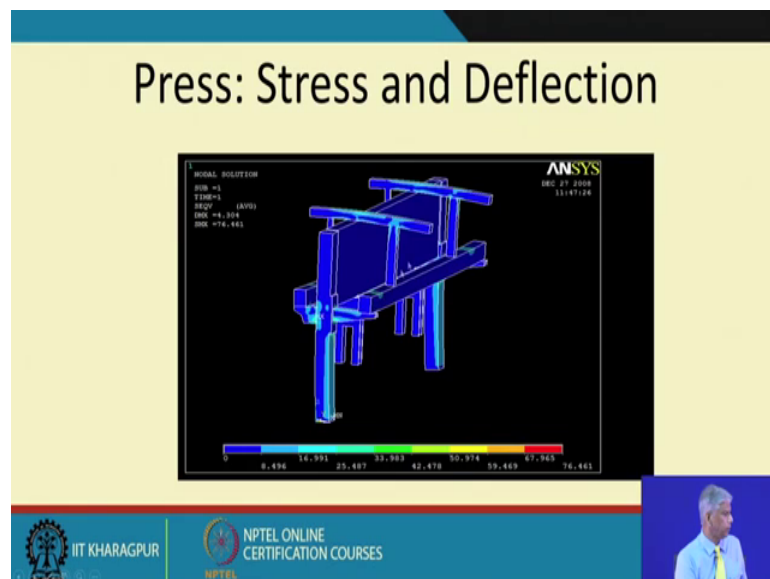 Press: Stress and Deflection
1
NODAL SOLUTION
SUB =1
TIME=1
SEQV (AVG)
DMX =4.304
SMX =76.461
ANSYS
DEC 27 2008
11:47:26
0 16.991 33.983 50.974 67.965
8.496 25.487 42.478 59.469 76.461
IIT KHARAGPUR
NPTEL ONLINE
CERTIFICATION COURSES
NPTEL